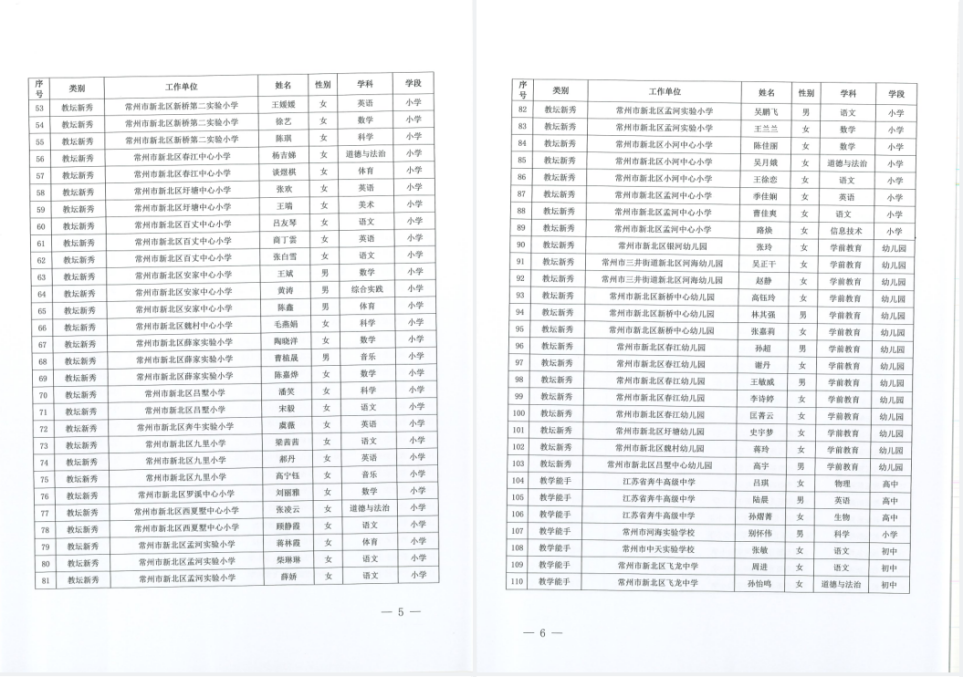 序号 类别 工作单位 姓名 性别 学科 学段
53 教坛新秀 常州市新北区新桥第二实验小学 王媛媛 女 英语 小学
54 教坛新秀 常州市新北区新桥第二实验小学 徐艺 女 数学 小学
55 教坛新秀 常州市新北区新桥第二实验小学 陈琪 女 科学 小学
56 教坛新秀 常州市新北区春江中心小学 杨吉娣 女 道德与法治 小学
57 教坛新秀 常州市新北区春江中心小学 谈煜棋 女 体育 小学
58 教坛新秀 常州市新北区圩塘中心小学 张欢 女 英语 小学
59 教坛新秀 常州市新北区圩塘中心小学 王瑞 女 美术 小学
60 教坛新秀 常州市新北区百丈中心小学 吕友琴 女 语文 小学
61 教坛新秀 常州市新北区百丈中心小学 商丁雲 女 英语 小学
62 教坛新秀 常州市新北区百丈中心小学 张白雪 女 语文 小学
63 教坛新秀 常州市新北区安家中心小学 王斌 男 数学 小学
64 教坛新秀 常州市新北区安家中心小学 黄涛 男 综合实践 小学
65 教坛新秀 常州市新北区安家中心小学 陈鑫 男 体育 小学
66 教坛新秀 常州市新北区魏村中心小学 毛燕娟 女 科学 小学
67 教坛新秀 常州市新北区薛家实验小学 陶晓洋 女 数学 小学
68 教坛新秀 常州市新北区薛家实验小学 曹植晟 男 音乐 小学
69 教坛新秀 常州市新北区薛家实验小学 陈嘉烨 女 数学 小学
70 教坛新秀 常州市新北区吕墅小学 潘笑 女 科学 小学
71 教坛新秀 常州市新北区吕墅小学 宋毅 女 语文 小学
72 教坛新秀 常州市新北区奔牛实验小学 虞薇 女 英语 小学
73 教坛新秀 常州市新北区九里小学 梁茜茜 女 语文 小学
74 教坛新秀 常州市新北区九里小学 郝丹 女 英语 小学
75 教坛新秀 常州市新北区九里小学 高宁钰 女 音乐 小学
76 教坛新秀 常州市新北区罗溪中心小学 刘丽雅 女 数学 小学
77 教坛新秀 常州市新北区西夏墅中心小学 张凌云 女 道德与法治 小学
78 教坛新秀 常州市新北区西夏墅中心小学 顾静霞 女 语文 小学
79 教坛新秀 常州市新北区孟河实验小学 蒋林霞 女 体育 小学
80 教坛新秀 常州市新北区孟河实验小学 柴琳琳 女 语文 小学
81 教坛新秀 常州市新北区孟河实验小学 薛娇 女 语文 小学
— 5 —
序号 类别 工作单位 姓名 性别 学科 学段
82 教坛新秀 常州市新北区孟河实验小学 吴鹏飞 男 语文 小学
83 教坛新秀 常州市新北区孟河实验小学 王兰兰 女 数学 小学
84 教坛新秀 常州市新北区小河中心小学 陈佳丽 女 数学 小学
85 教坛新秀 常州市新北区小河中心小学 吴月娥 女 道德与法治 小学
86 教坛新秀 常州市新北区小河中心小学 王徐恋 女 语文 小学
87 教坛新秀 常州市新北区孟河中心小学 季佳娴 女 英语 小学
88 教坛新秀 常州市新北区孟河中心小学 曹佳爽 女 语文 小学
89 教坛新秀 常州市新北区孟河中心小学 路焕 女 信息技术 小学
90 教坛新秀 常州市新北区银河幼儿园 张玲 女 学前教育 幼儿园
91 教坛新秀 常州市三井街道新北区河海幼儿园 吴正干 女 学前教育 幼儿园
92 教坛新秀 常州市三井街道新北区河海幼儿园 赵静 女 学前教育 幼儿园
93 教坛新秀 常州市新北区新桥中心幼儿园 高钰玲 女 学前教育 幼儿园
94 教坛新秀 常州市新北区新桥中心幼儿园 林其强 男 学前教育 幼儿园
95 教坛新秀 常州市新北区新桥中心幼儿园 张嘉莉 女 学前教育 幼儿园
96 教坛新秀 常州市新北区春江幼儿园 孙超 男 学前教育 幼儿园
97 教坛新秀 常州市新北区春江幼儿园 谢丹 女 学前教育 幼儿园
98 教坛新秀 常州市新北区春江幼儿园 王敏威 男 学前教育 幼儿园
99 教坛新秀 常州市新北区春江幼儿园 李诗婷 女 学前教育 幼儿园
100 教坛新秀 常州市新北区春江幼儿园 匡菁云 女 学前教育 幼儿园
101 教坛新秀 常州市新北区圩塘幼儿园 史宇梦 女 学前教育 幼儿园
102 教坛新秀 常州市新北区魏村幼儿园 蒋玲 女 学前教育 幼儿园
103 教坛新秀 常州市新北区吕墅中心幼儿园 高宇 男 学前教育 幼儿园
104 教学能手 江苏省奔牛高级中学 吕琪 女 物理 高中
105 教学能手 江苏省奔牛高级中学 陆晨 男 英语 高中
106 教学能手 江苏省奔牛高级中学 孙熠菁 女 生物 高中
107 教学能手 常州市河海实验学校 别怀伟 男 科学 小学
108 教学能手 常州市中天实验学校 张敏 女 语文 初中
109 教学能手 常州市新北区飞龙中学 周进 女 语文 初中
110 教学能手 常州市新北区飞龙中学 孙怡鸣 女 道德与法治 初中
— 6 —